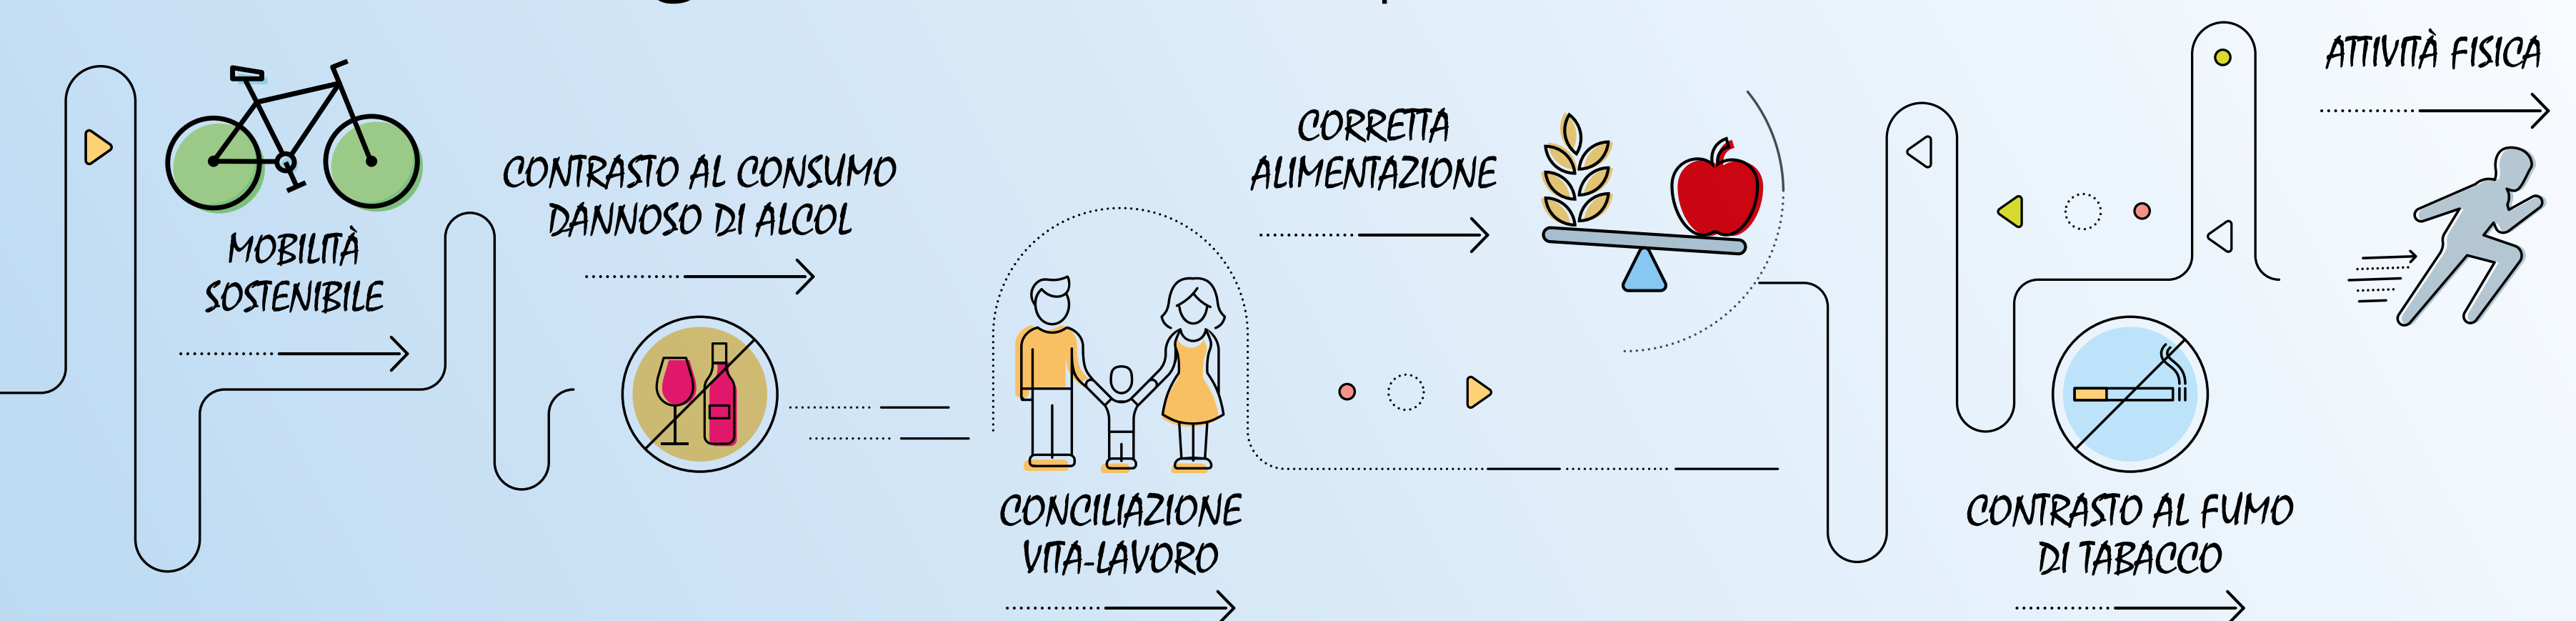 MOBILITÀ
SOSTENIBILE
CONTRASTO AL CONSUMO
DANNOSO DI ALCOL
CONCILIAZIONE
VITA-LAVORO
CORRETTA
ALIMENTAZIONE
CONTRASTO AL FUMO
DI TABACCO
ATTIVITÀ FISICA